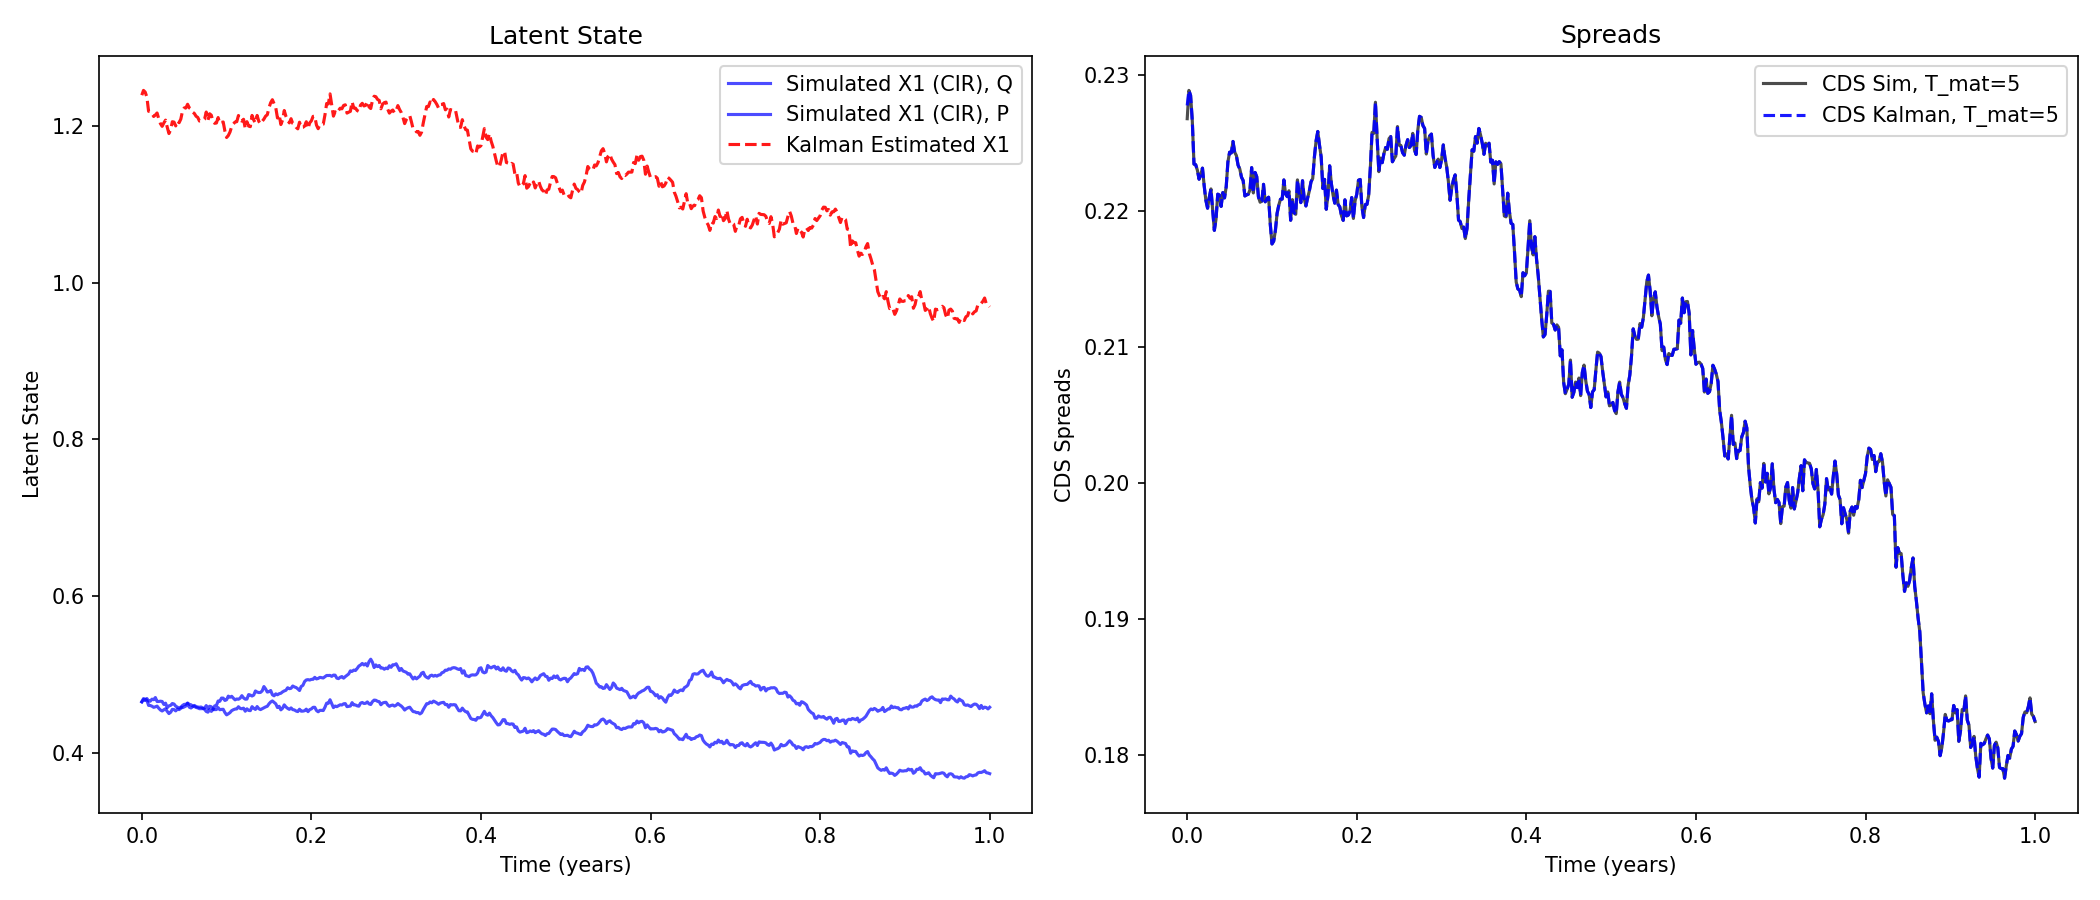 Latent State
Simulated X1 (CIR), Q
Simulated X1 (CIR), P
Kalman Estimated X1
Latent State
1.2
1.0
0.8
0.6
0.4
0.0 0.2 0.4 0.6 0.8 1.0
Time (years)
Spreads
CDS Sim, T_mat=5
CDS Kalman, T_mat=5
CDS Spreads
0.23
0.22
0.21
0.20
0.19
0.18
0.0 0.2 0.4 0.6 0.8 1.0
Time (years)